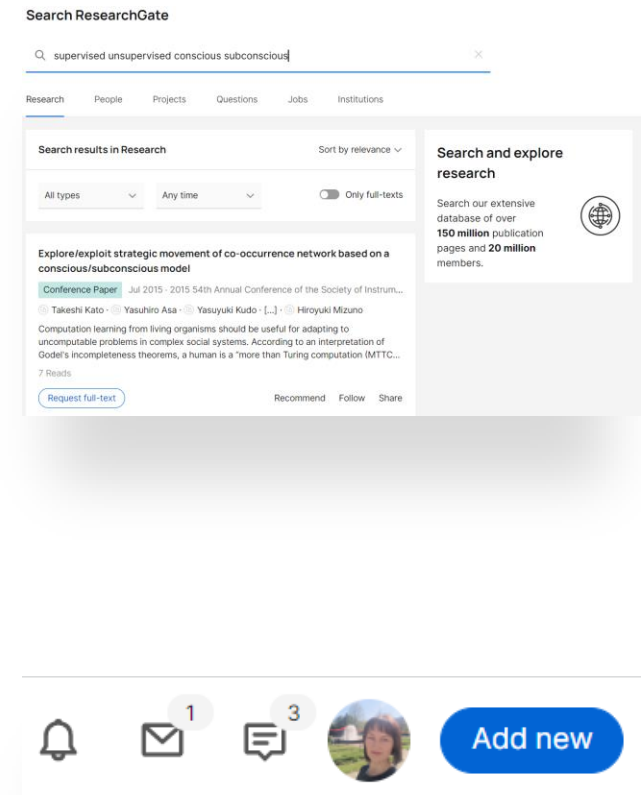 Search ResearchGate
supervised unsupervised conscious subconscious
Research People Projects Questions Jobs Institutions
Search results in Research Sort by relevance
All types Any time Only full-texts
Explore/exploit strategic movement of co-occurrence network based on a
conscious/subconscious model
Conference Paper Jul 2015 · 2015 54th Annual Conference of the Society of Instrum...
Takeshi Kato · Yasuhiro Asa · Yasuyuki Kudo · [...] · Hiroyuki Mizuno
Computation learning from living organisms should be useful for adapting to
uncomputable problems in complex social systems. According to an interpretation of
Godel's incompleteness theorems, a human is a "more than Turing computation (MTTC...
7 Reads
Request full-text Recommend Follow Share
Search and explore
research
Search our extensive
database of over
150 million publication
pages and 20 million
members.
1 3
Add new